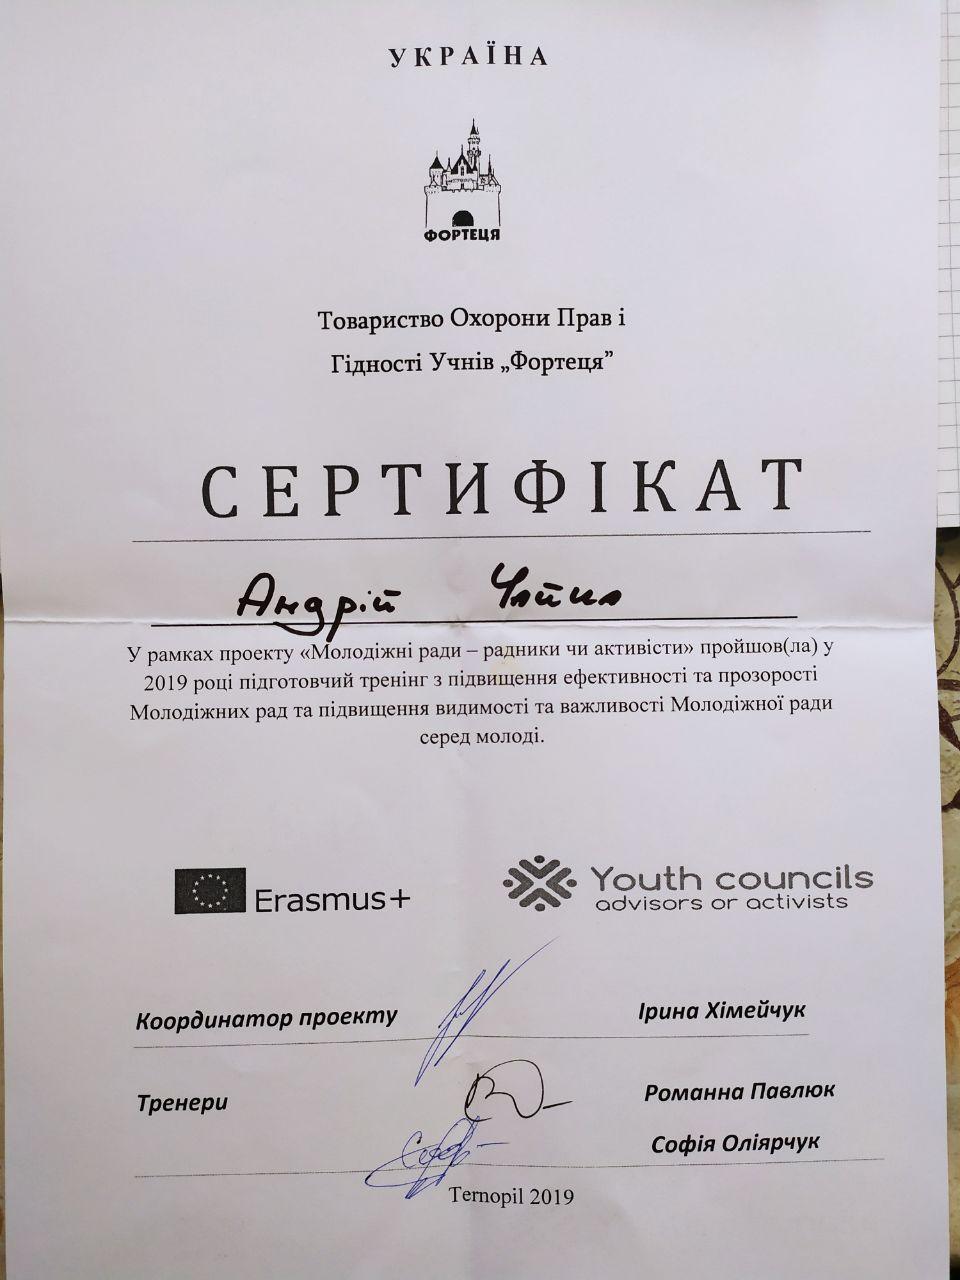 УКРАЇНА
ФОРТЕЦЯ
Товариство Охорони Прав і
Гідності Учнів „Фортеця”
СЕРТИФІКАТ
Андрій
У рамках проекту «Молодіжні ради – радники чи активісти» пройшов(ла) у
2019 році підготовчий тренінг з підвищення ефективності та прозорості
Молодіжних рад та підвищення видимості та важливості Молодіжної ради
серед молоді.
Erasmus+
Youth councils
advisors or activists
Координатор проекту Ірина Хімейчук
Тренери Романна Павлюк
Софія Оліярчук
Ternopil 2019